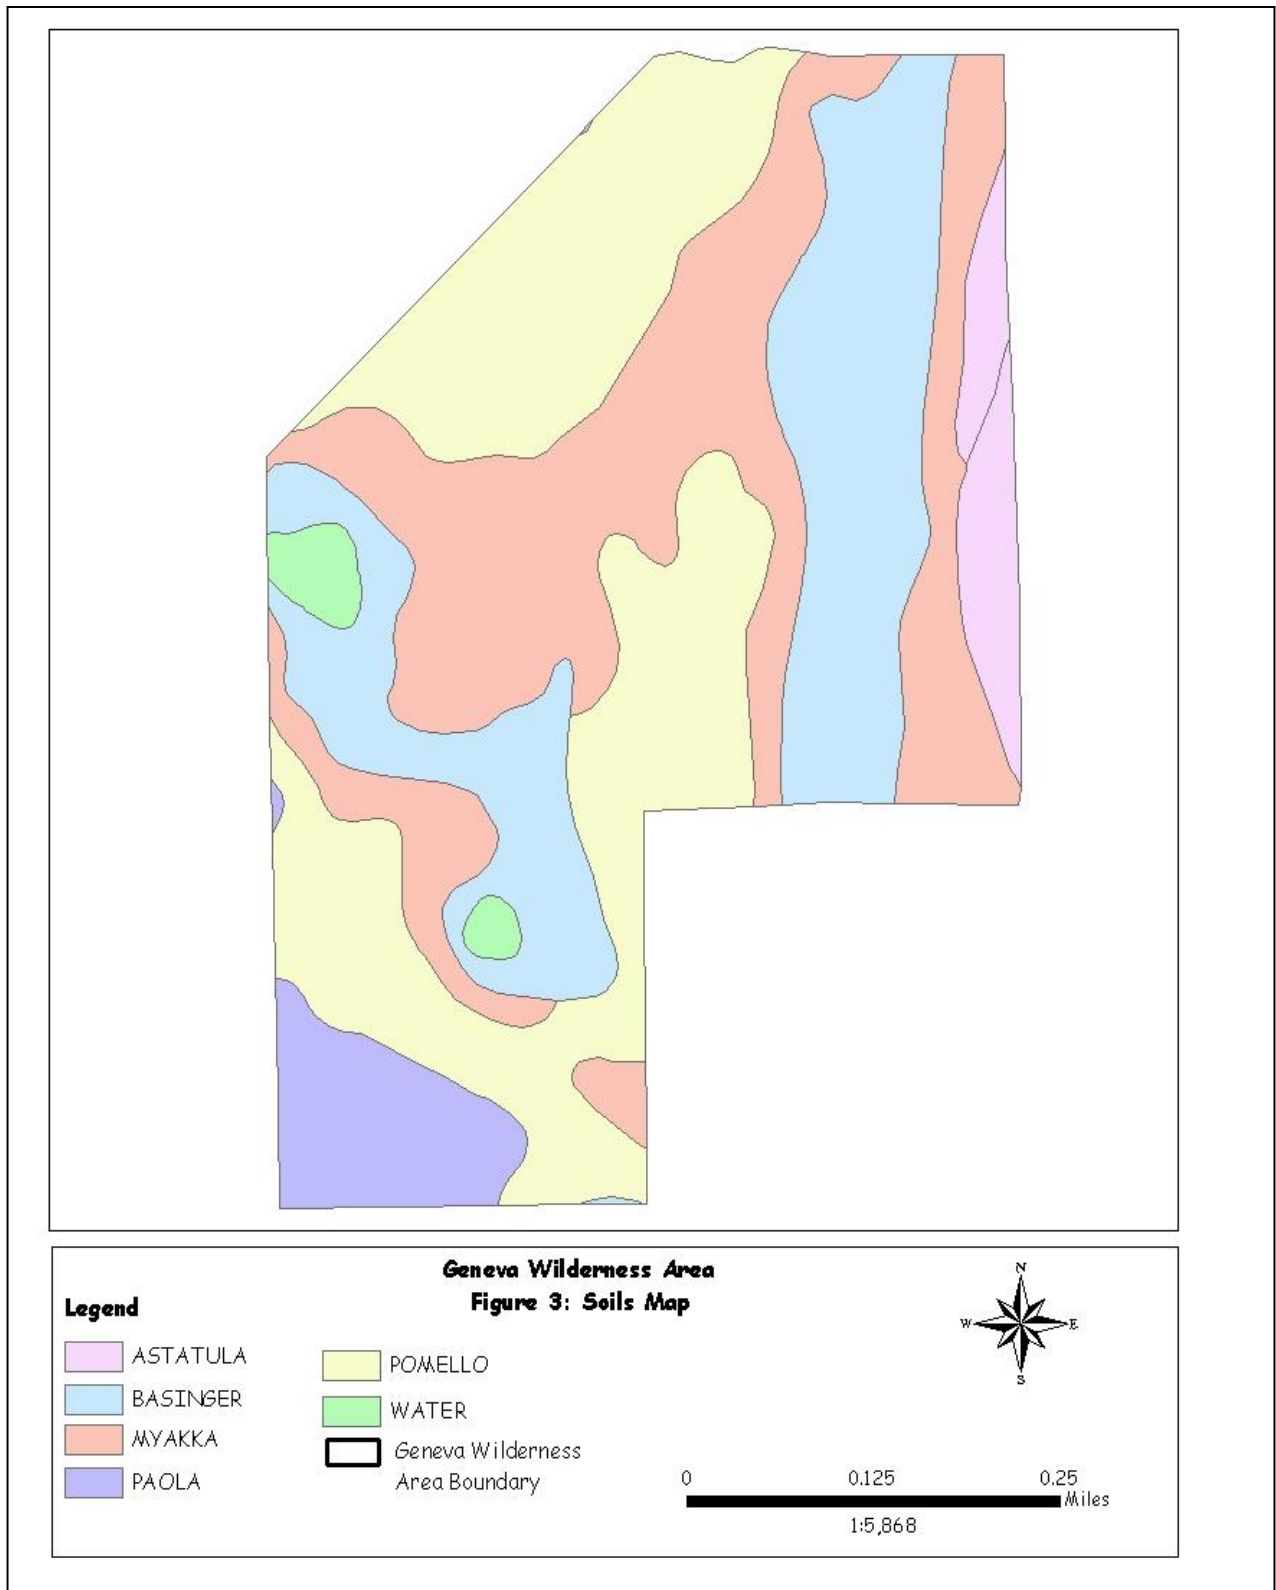 Geneva Wilderness Area
Figure 3: Soils Map
Legend
ASTATULA
BASINGER
MYAKKA
PAOLA
POMELLO
WATER
Geneva Wilderness
Area Boundary
N
W E
S
0 0.125 0.25
Miles
1:5,868